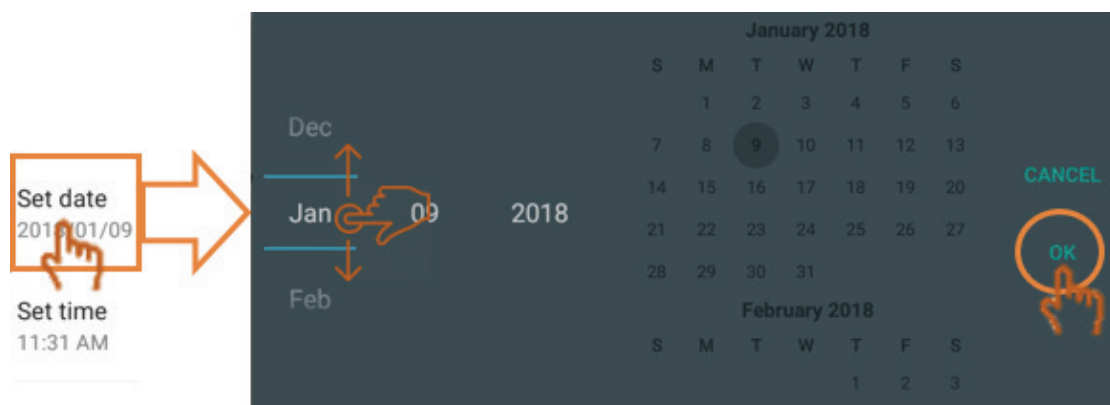 Set date
2018/01/09
Set time
11:31 AM
Dec
Jan 09 2018
Feb
January 2018
S M T W T F S
1 2 3 4 5 6
7 8 9 10 11 12 13
14 15 16 17 18 19 20
21 22 23 24 25 26 27
28 29 30 31
February 2018
S M T W T F S
1 2 3
CANCEL
OK